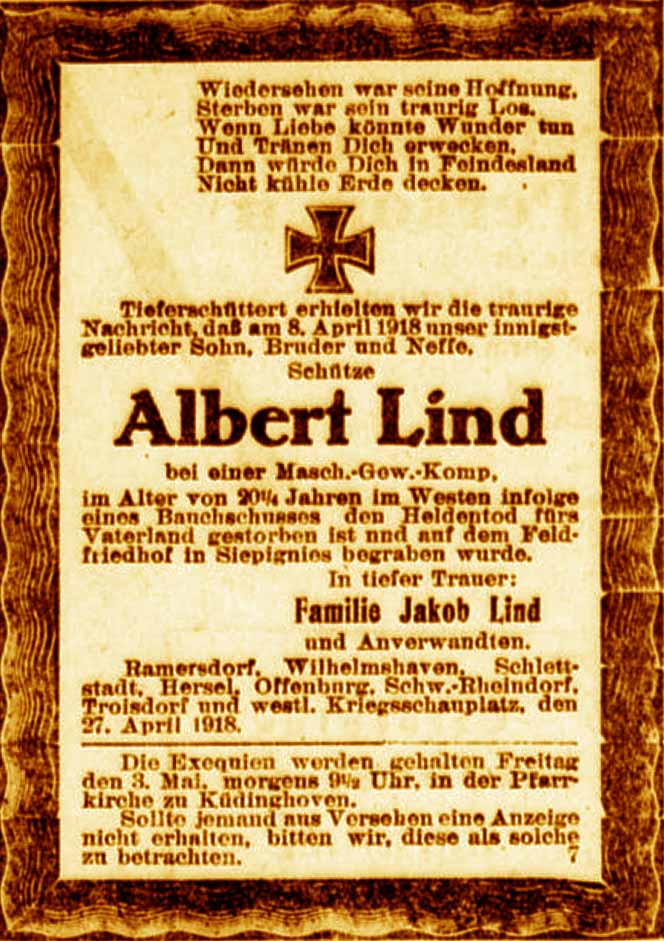 Wiedersehen war seine Hoffnung,
Sterben war sein traurig Los.
Wenn Liebe könnte Wunder tun
Und Tränen Dich erwecken,
Dann würde Dich in Feindesland
Nicht kühle Erde decken.
Tieferschüttert erhielten wir die traurige
Nachricht, daß am 8. April 1918 unser innigst-
geliebter Sohn, Bruder und Neffe,
Schütze
Albert Lind
bei einer Masch.-Gew.-Komp,
im Alter von 20¼ Jahren im Westen infolge
eines Bauchschusses den Heldentod fürs
Vaterland gestorben ist nnd auf dem Feld-
friedhof in Siepignies begraben wurde.
In tiefer Trauer:
Familie Jakob Lind
und Anverwandten.
Ramersdorf, Wilhelmshaven, Schlett-
stadt, Hersel, Offenburg, Schw.-Rheindorf,
Troisdorf und westl. Kriegsschauplatz, den
27. April 1918.
Die Exequien werden gehalten Freitag
den 3. Mai, morgens 9½ Uhr, in der Pfarr-
kirche zu Küdinghoven.
Sollte jemand aus Versehen eine Anzeige
nicht erhalten, bitten wir, diese als solche
zu betrachten. 7